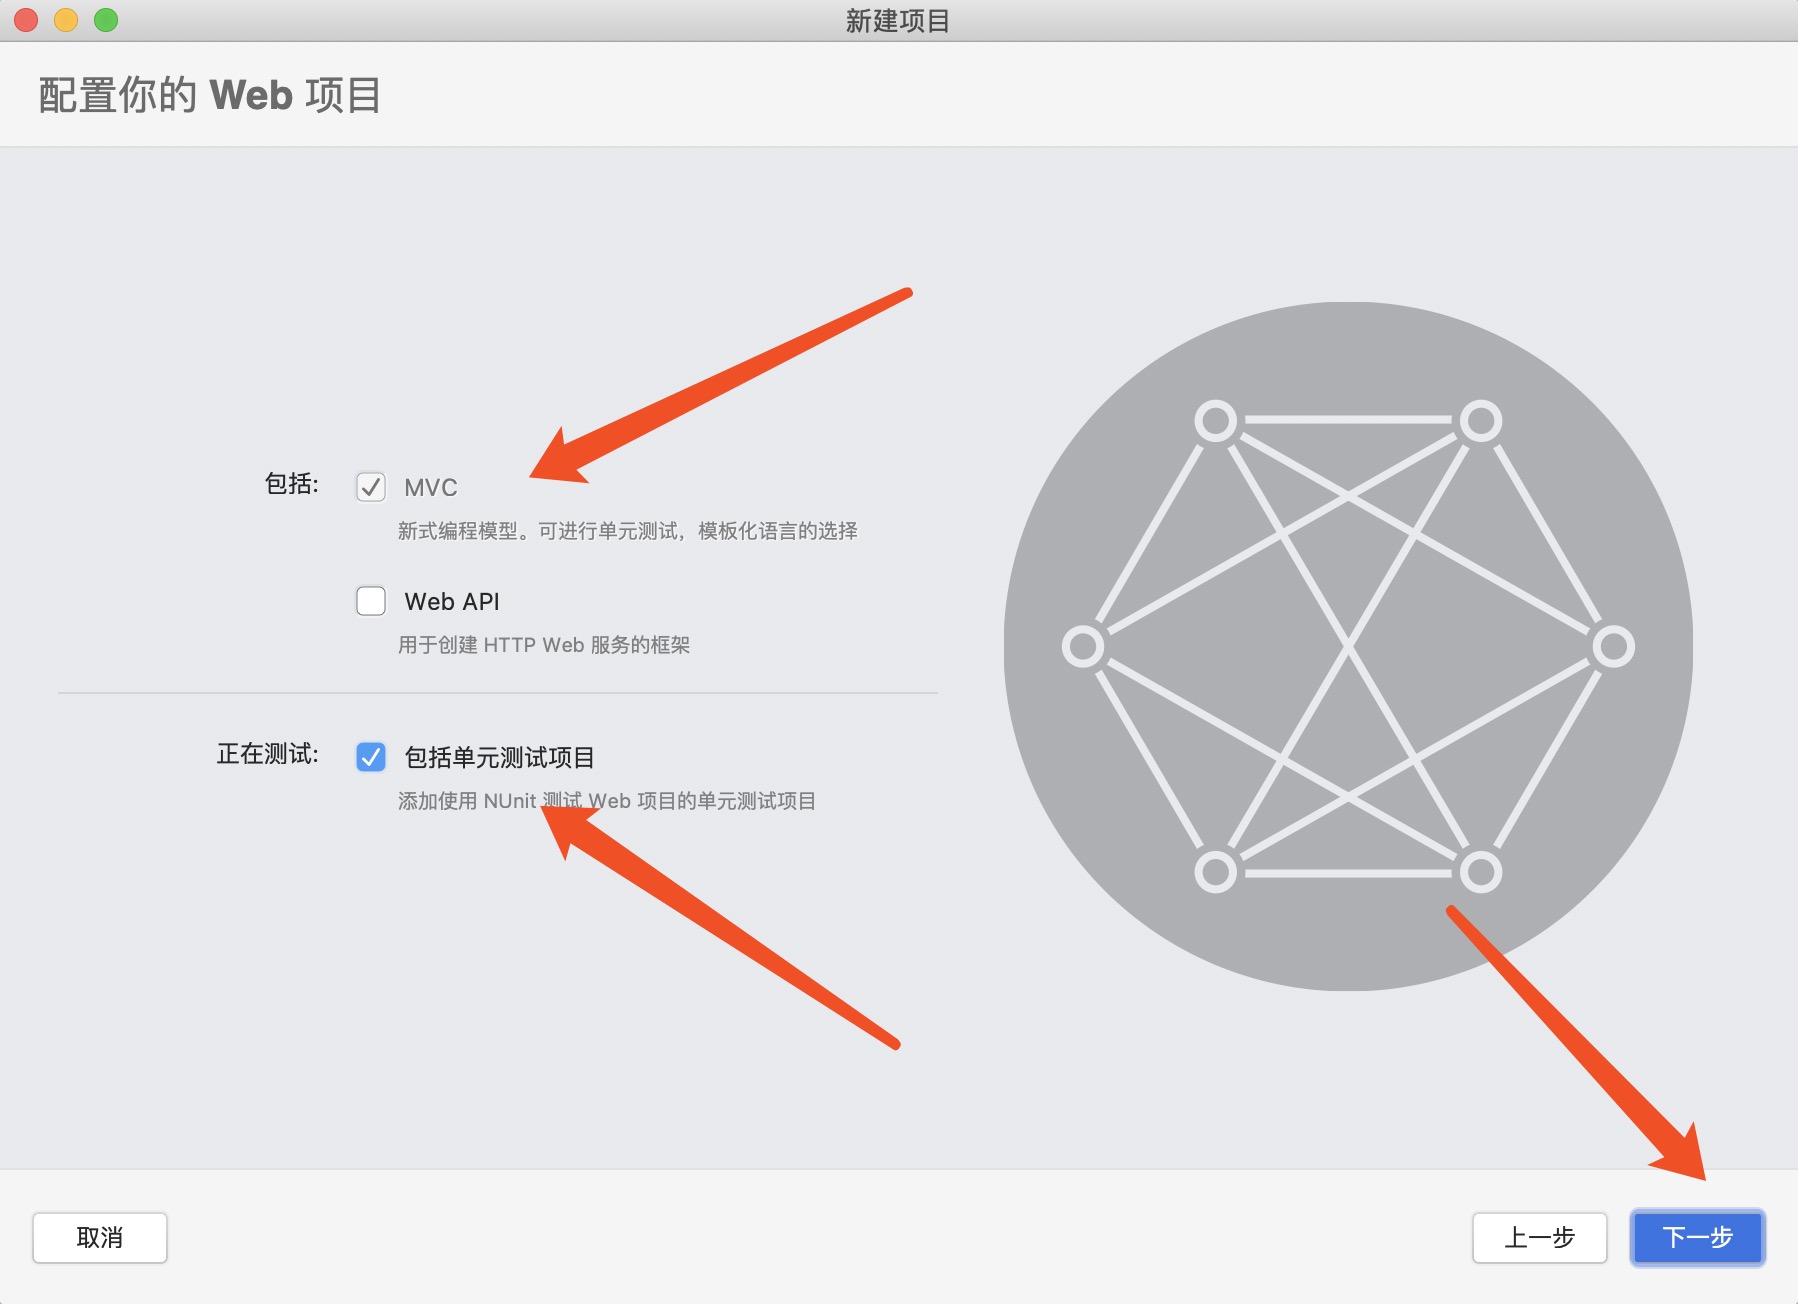 新建项目
配置你的 Web 项目
包括: MVC
新式编程模型。可进行单元测试，模板化语言的选择
Web API
用于创建 HTTP Web 服务的框架
正在测试: 包括单元测试项目
添加使用 NUnit 测试 Web 项目的单元测试项目
取消 上一步 下一步